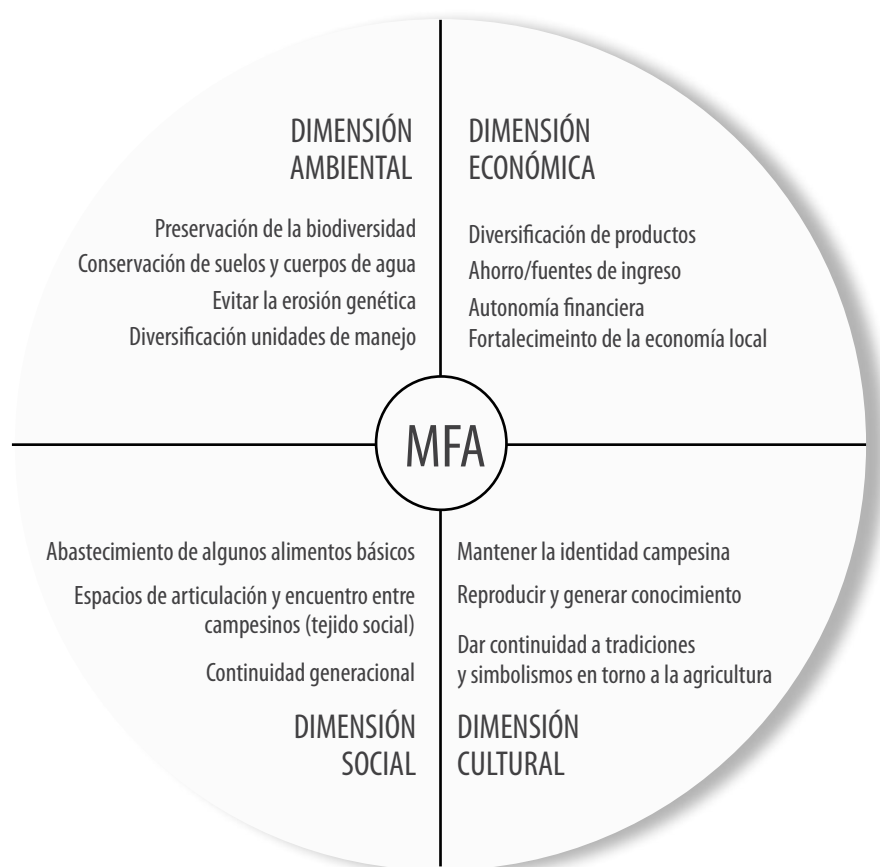 DIMENSIÓN
AMBIENTAL
Preservación de la biodiversidad
Conservación de suelos y cuerpos de agua
Evitar la erosión genética
Diversificación unidades de manejo
DIMENSIÓN
ECONÓMICA
Diversificación de productos
Ahorro/fuentes de ingreso
Autonomía financiera
Fortalecimeinto de la economía local
MFA
Abastecimiento de algunos alimentos básicos
Espacios de articulación y encuentro entre
campesinos (tejido social)
Continuidad generacional
DIMENSIÓN
SOCIAL
Mantener la identidad campesina
Reproducir y generar conocimiento
Dar continuidad a tradiciones
y simbolismos en torno a la agricultura
DIMENSIÓN
CULTURAL